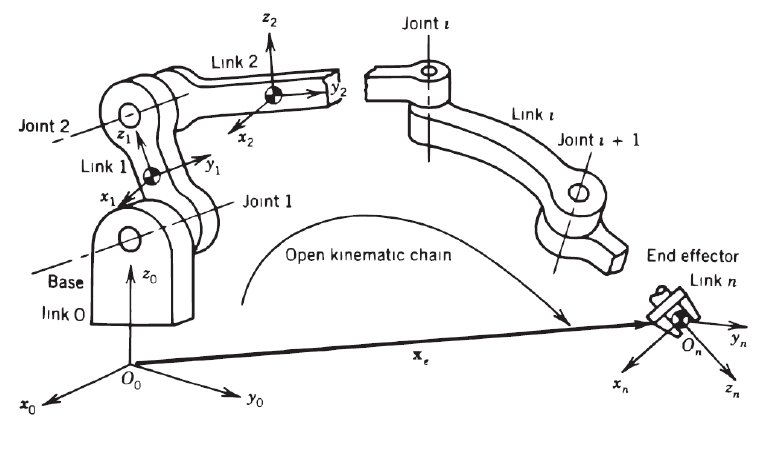 z2
Joint i
Link 2
y2
Link i
Joint 2
z1
x2
Joint i + 1
Link 1
y1
x1
Joint 1
Open kinematic chain
End effector
Base
z0
Link n
link 0
yn
xe
On
O0
xn
zn
x0
y0